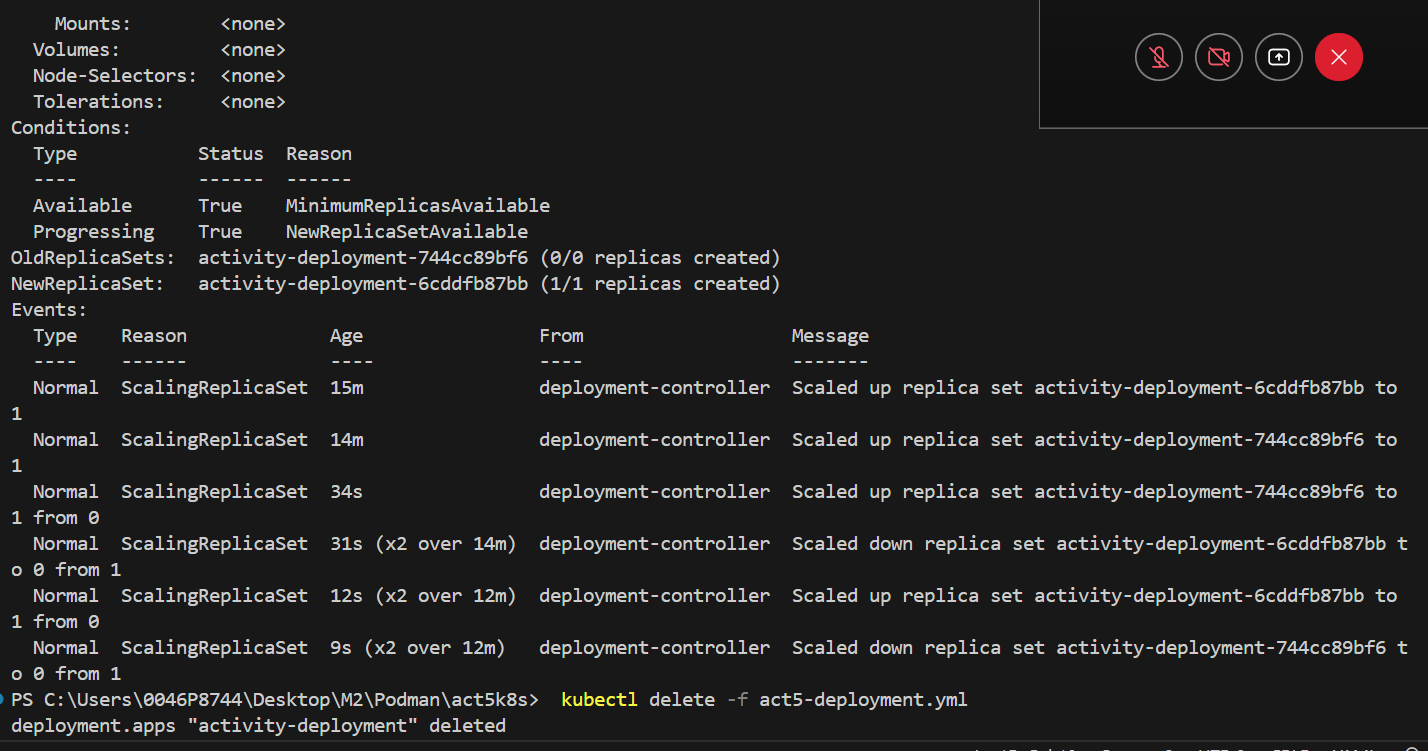 Mounts: <none>
Volumes: <none>
Node-Selectors: <none>
Tolerations: <none>
Conditions:
Type Status Reason
---- ------ ------
Available True MinimumReplicasAvailable
Progressing True NewReplicaSetAvailable
OldReplicaSets: activity-deployment-744cc89bf6 (0/0 replicas created)
NewReplicaSet: activity-deployment-6cddfb87bb (1/1 replicas created)
Events:
Type Reason Age From Message
---- ------ ---- ---- -------
Normal ScalingReplicaSet 15m deployment-controller Scaled up replica set activity-deployment-6cddfb87bb to
1
Normal ScalingReplicaSet 14m deployment-controller Scaled up replica set activity-deployment-744cc89bf6 to
1
Normal ScalingReplicaSet 34s deployment-controller Scaled up replica set activity-deployment-744cc89bf6 to
1 from 0
Normal ScalingReplicaSet 31s (x2 over 14m) deployment-controller Scaled down replica set activity-deployment-6cddfb87bb t
o 0 from 1
Normal ScalingReplicaSet 12s (x2 over 12m) deployment-controller Scaled up replica set activity-deployment-6cddfb87bb to
1 from 0
Normal ScalingReplicaSet 9s (x2 over 12m) deployment-controller Scaled down replica set activity-deployment-744cc89bf6 t
o 0 from 1
PS C:\Users\0046P8744\Desktop\M2\Podman\act5k8s> kubectl delete -f act5-deployment.yml
deployment.apps "activity-deployment" deleted